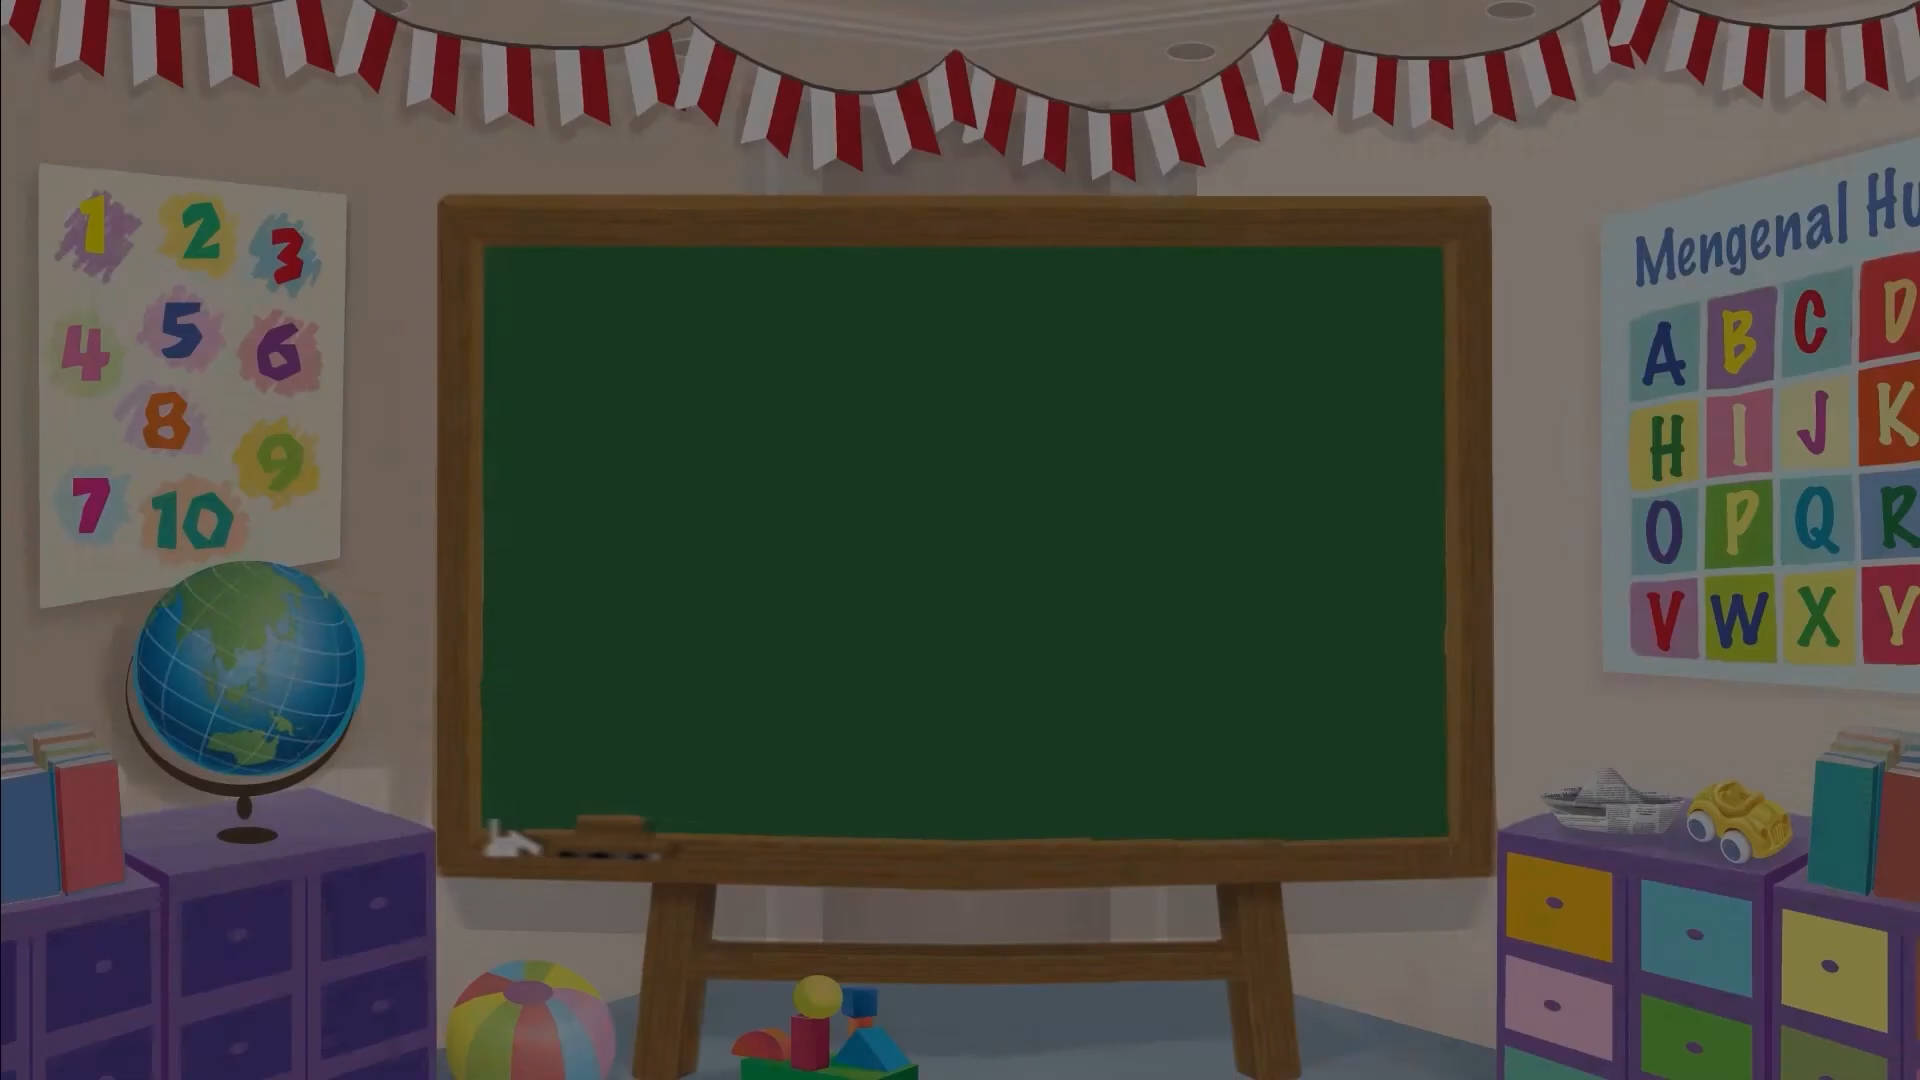 1 2 3
4 5 6
8
9
7 10
Mengenal Hu
A B C D
H I J K
O P Q R
V W X Y